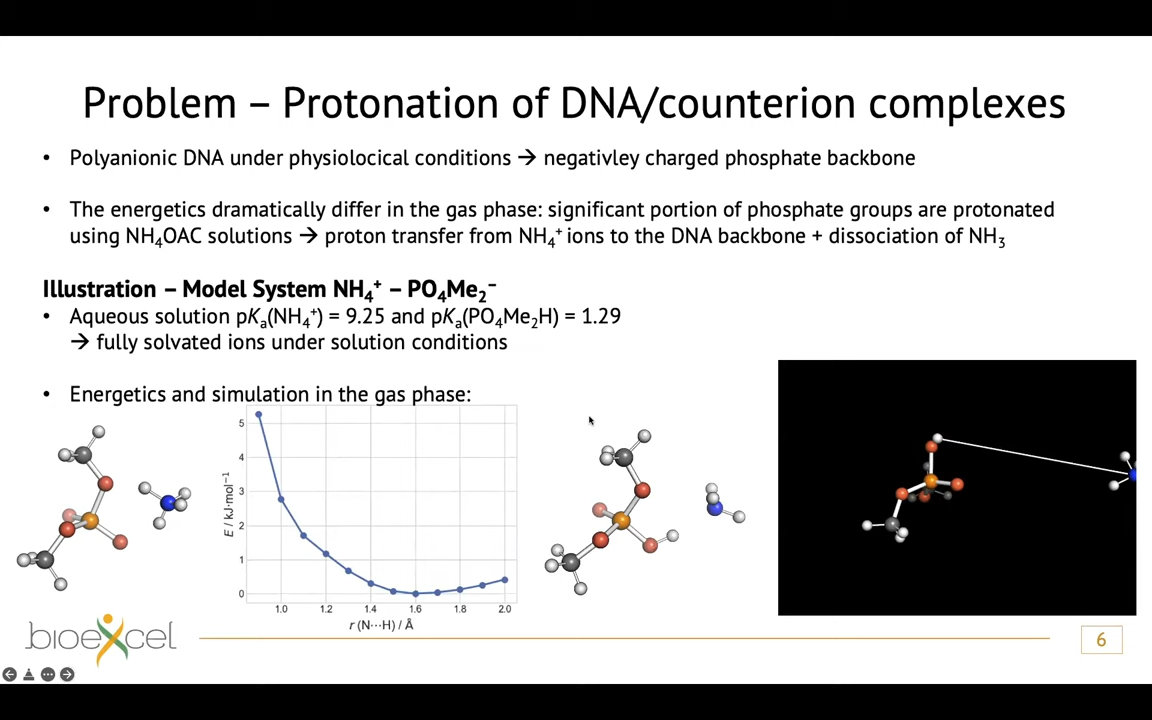 Problem – Protonation of DNA/counterion complexes
• Polyanionic DNA under physiolocical conditions → negativley charged phosphate backbone
• The energetics dramatically differ in the gas phase: significant portion of phosphate groups are protonated
using NH₄OAC solutions → proton transfer from NH₄⁺ ions to the DNA backbone + dissociation of NH₃
Illustration – Model System NH₄⁺ – PO₄Me₂⁻
• Aqueous solution pKₐ(NH₄⁺) = 9.25 and pKₐ(PO₄Me₂H) = 1.29
→ fully solvated ions under solution conditions
• Energetics and simulation in the gas phase:
5
4
3
2
1
0
E / kJ·mol⁻¹
1.0 1.2 1.4 1.6 1.8 2.0
r (N···H) / Å
bioexcel
6